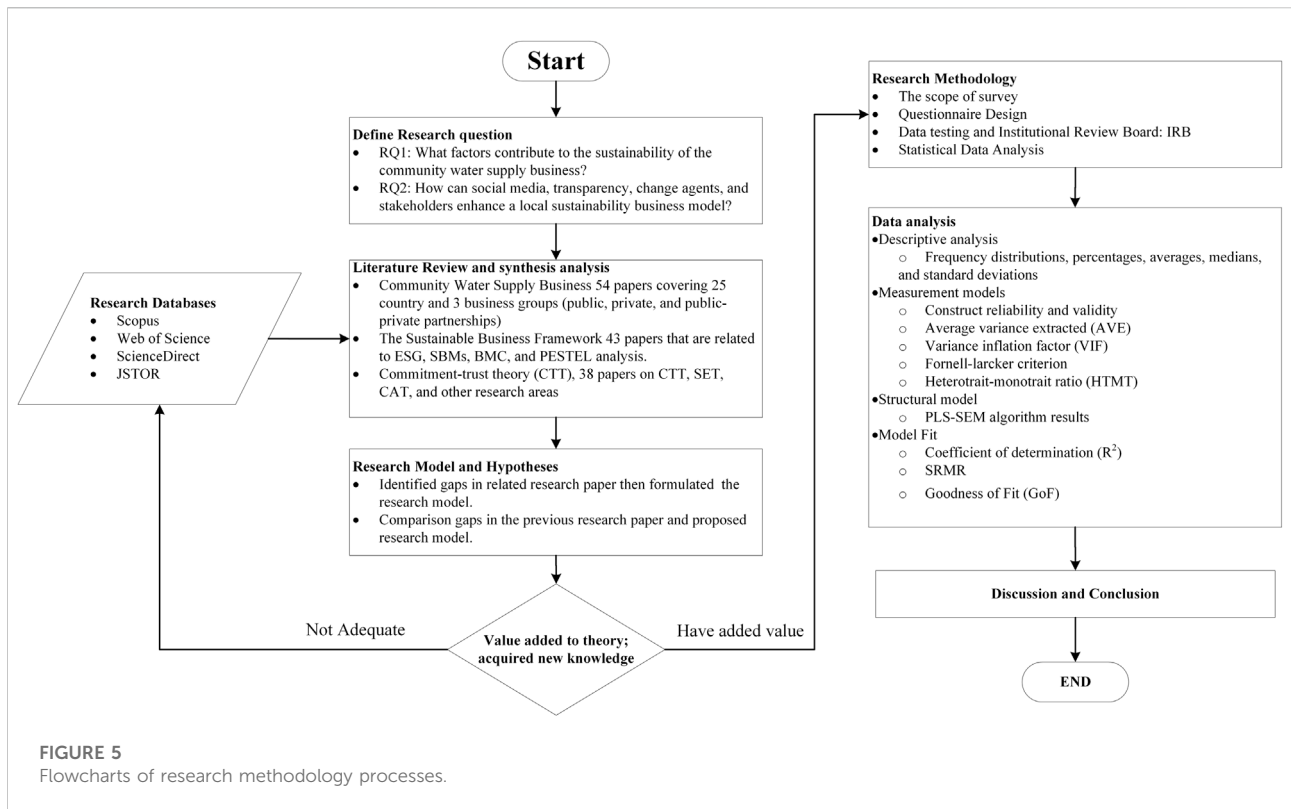 Start
Define Research question
• RQ1: What factors contribute to the sustainability of the
community water supply business?
• RQ2: How can social media, transparency, change agents, and
stakeholders enhance a local sustainability business model?
Literature Review and synthesis analysis
• Community Water Supply Business 54 papers covering 25
country and 3 business groups (public, private, and public-
private partnerships)
• The Sustainable Business Framework 43 papers that are related
to ESG, SBMs, BMC, and PESTEL analysis.
• Commitment-trust theory (CTT), 38 papers on CTT, SET,
CAT, and other research areas
Research Databases
• Scopus
• Web of Science
• ScienceDirect
• JSTOR
Research Model and Hypotheses
• Identified gaps in related research paper then formulated the
research model.
• Comparison gaps in the previous research paper and proposed
research model.
Value added to theory;
acquired new knowledge
Not Adequate
Have added value
Research Methodology
• The scope of survey
• Questionnaire Design
• Data testing and Institutional Review Board: IRB
• Statistical Data Analysis
Data analysis
•Descriptive analysis
o Frequency distributions, percentages, averages, medians,
and standard deviations
•Measurement models
o Construct reliability and validity
o Average variance extracted (AVE)
o Variance inflation factor (VIF)
o Fornell-larcker criterion
o Heterotrait-monotrait ratio (HTMT)
•Structural model
o PLS-SEM algorithm results
•Model Fit
o Coefficient of determination (R²)
o SRMR
o Goodness of Fit (GoF)
Discussion and Conclusion
END
FIGURE 5
Flowcharts of research methodology processes.